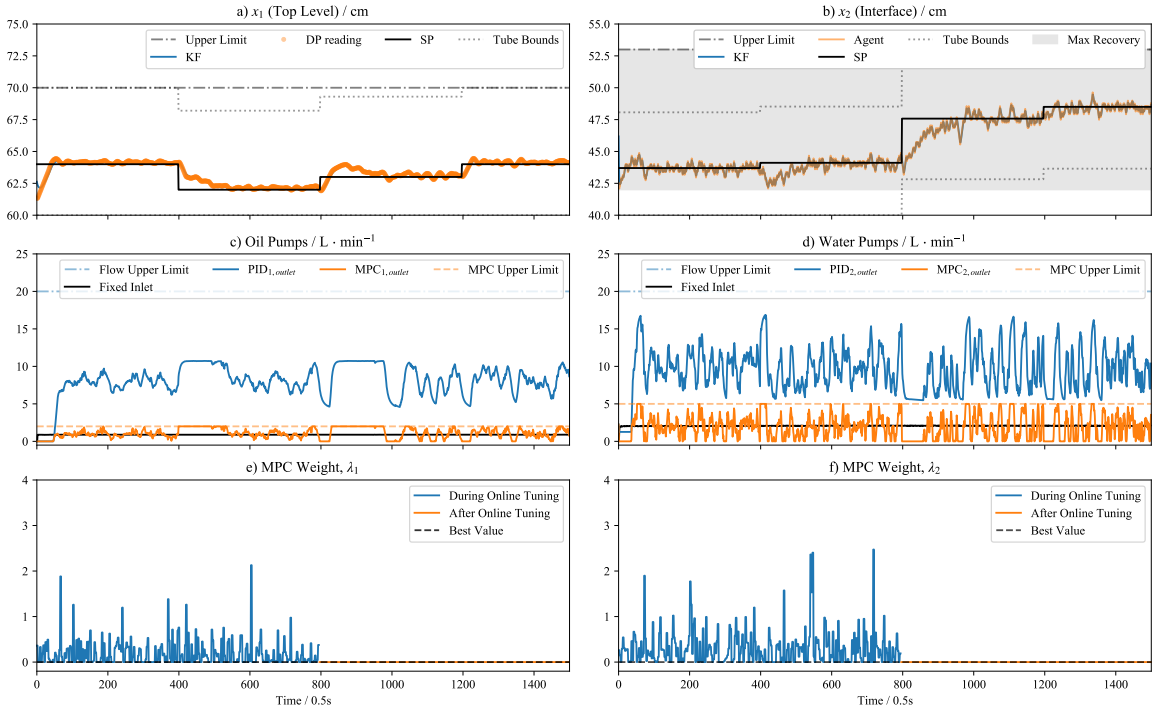 a) x₁ (Top Level) / cm
75.0
72.5
70.0
67.5
65.0
62.5
60.0
Upper Limit
KF
DP reading
SP
Tube Bounds
b) x₂ (Interface) / cm
55.0
52.5
50.0
47.5
45.0
42.5
40.0
Upper Limit
KF
Agent
SP
Tube Bounds
Max Recovery
c) Oil Pumps / L · min⁻¹
25
20
15
10
5
0
Flow Upper Limit
Fixed Inlet
PID₁,outlet
MPC₁,outlet
MPC Upper Limit
d) Water Pumps / L · min⁻¹
25
20
15
10
5
0
Flow Upper Limit
Fixed Inlet
PID₂,outlet
MPC₂,outlet
MPC Upper Limit
e) MPC Weight, λ₁
4
3
2
1
0
During Online Tuning
After Online Tuning
Best Value
0 200 400 600 800 1000 1200 1400
Time / 0.5s
f) MPC Weight, λ₂
4
3
2
1
0
During Online Tuning
After Online Tuning
Best Value
0 200 400 600 800 1000 1200 1400
Time / 0.5s